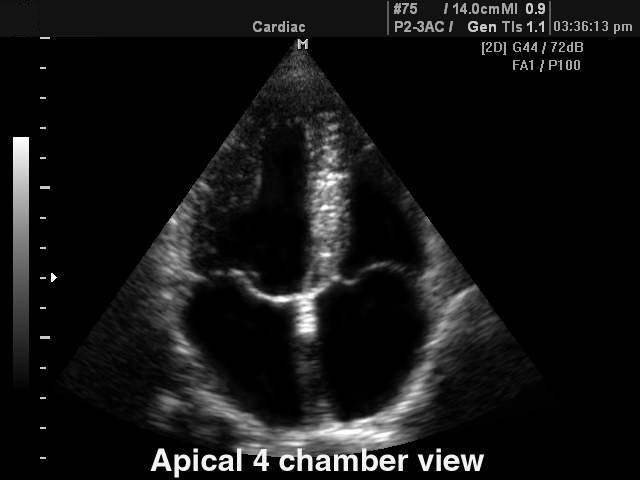 #75 / 14.0cm MI 0.9
Cardiac P2-3AC / Gen TIs 1.1 03:36:13 pm
M [2D] G44 / 72dB
FA1 / P100
Apical 4 chamber view